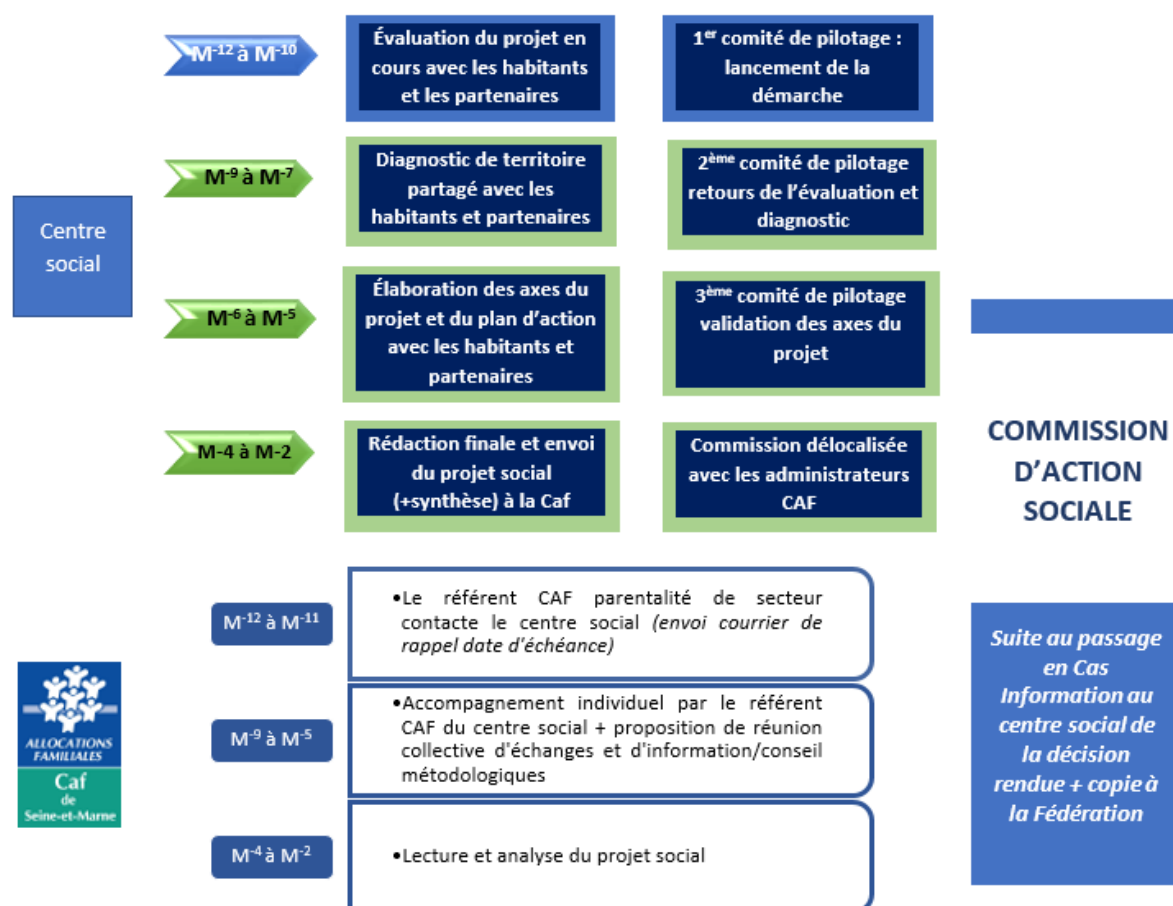 M-12 à M-10
Évaluation du projet en
cours avec les habitants
et les partenaires
1er comité de pilotage :
lancement de la
démarche
M-9 à M-7
Diagnostic de territoire
partagé avec les
habitants et partenaires
2ème comité de pilotage
retours de l'évaluation et
diagnostic
Centre
social
M-6 à M-5
Élaboration des axes du
projet et du plan d'action
avec les habitants et
partenaires
3ème comité de pilotage
validation des axes du
projet
M-4 à M-2
Rédaction finale et envoi
du projet social
(+synthèse) à la Caf
Commission délocalisée
avec les administrateurs
CAF
COMMISSION
D'ACTION
SOCIALE
M-12 à M-11
•Le référent CAF parentalité de secteur
contacte le centre social (envoi courrier de
rappel date d'échéance)
M-9 à M-5
•Accompagnement individuel par le référent
CAF du centre social + proposition de réunion
collective d'échanges et d'information/conseil
métodologiques
M-4 à M-2
•Lecture et analyse du projet social
ALLOCATIONS
FAMILIALES
Caf
de
Seine-et-Marne
Suite au passage
en Cas
Information au
centre social de
la décision
rendue + copie à
la Fédération